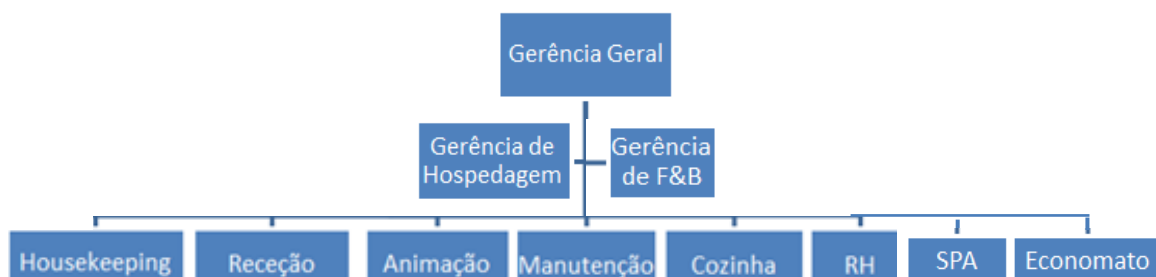 Gerência Geral
Gerência de
Hospedagem
Gerência
de F&B
Housekeeping
Receção
Animação
Manutenção
Cozinha
RH
SPA
Economato